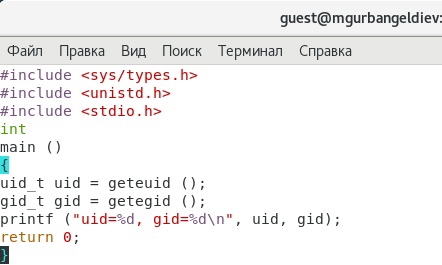 guest@mgurbangeldiev:
Файл Правка Вид Поиск Терминал Справка
#include <sys/types.h>
#include <unistd.h>
#include <stdio.h>
int
main ()
{
uid_t uid = geteuid ();
gid_t gid = getegid ();
printf ("uid=%d, gid=%d\n", uid, gid);
return 0;
}